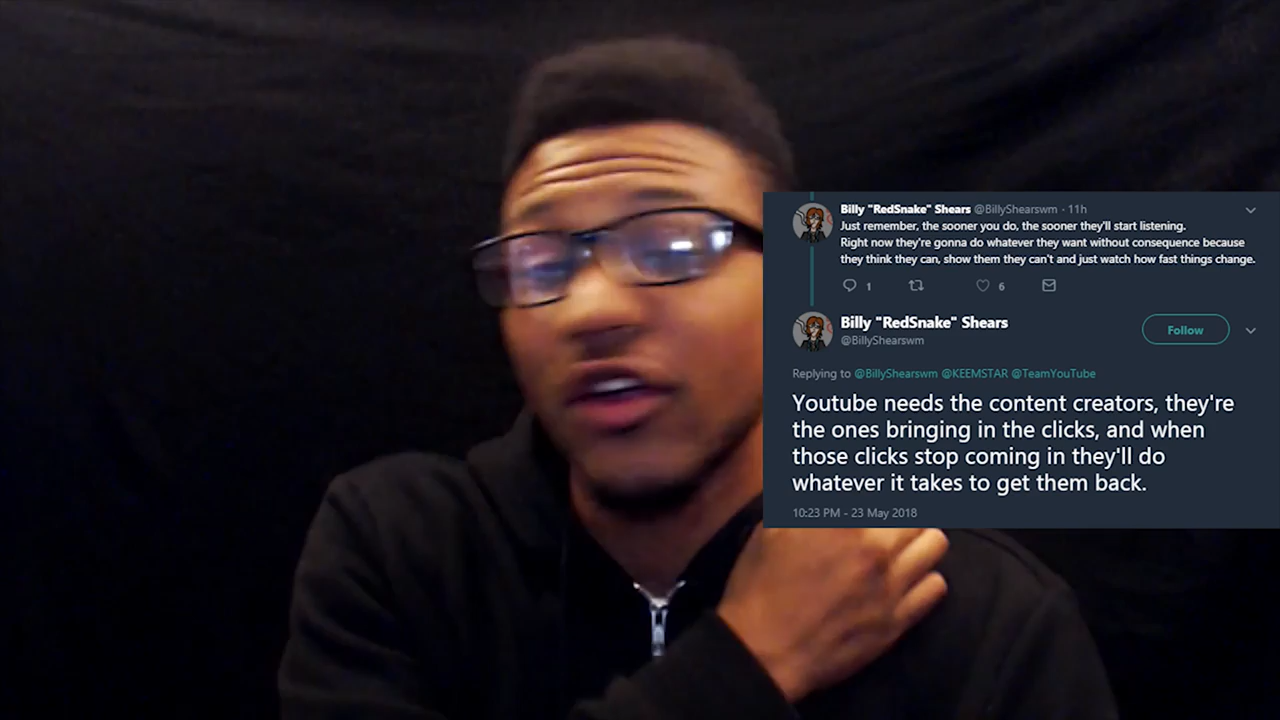 Billy "RedSnake" Shears @BillyShearswm · 11h
Just remember, the sooner you do, the sooner they'll start listening.
Right now they're gonna do whatever they want without consequence because
they think they can, show them they can't and just watch how fast things change.
1 6
Billy "RedSnake" Shears
@BillyShearswm
Follow
Replying to @BillyShearswm @KEEMSTAR @TeamYouTube
Youtube needs the content creators, they're
the ones bringing in the clicks, and when
those clicks stop coming in they'll do
whatever it takes to get them back.
10:23 PM - 23 May 2018